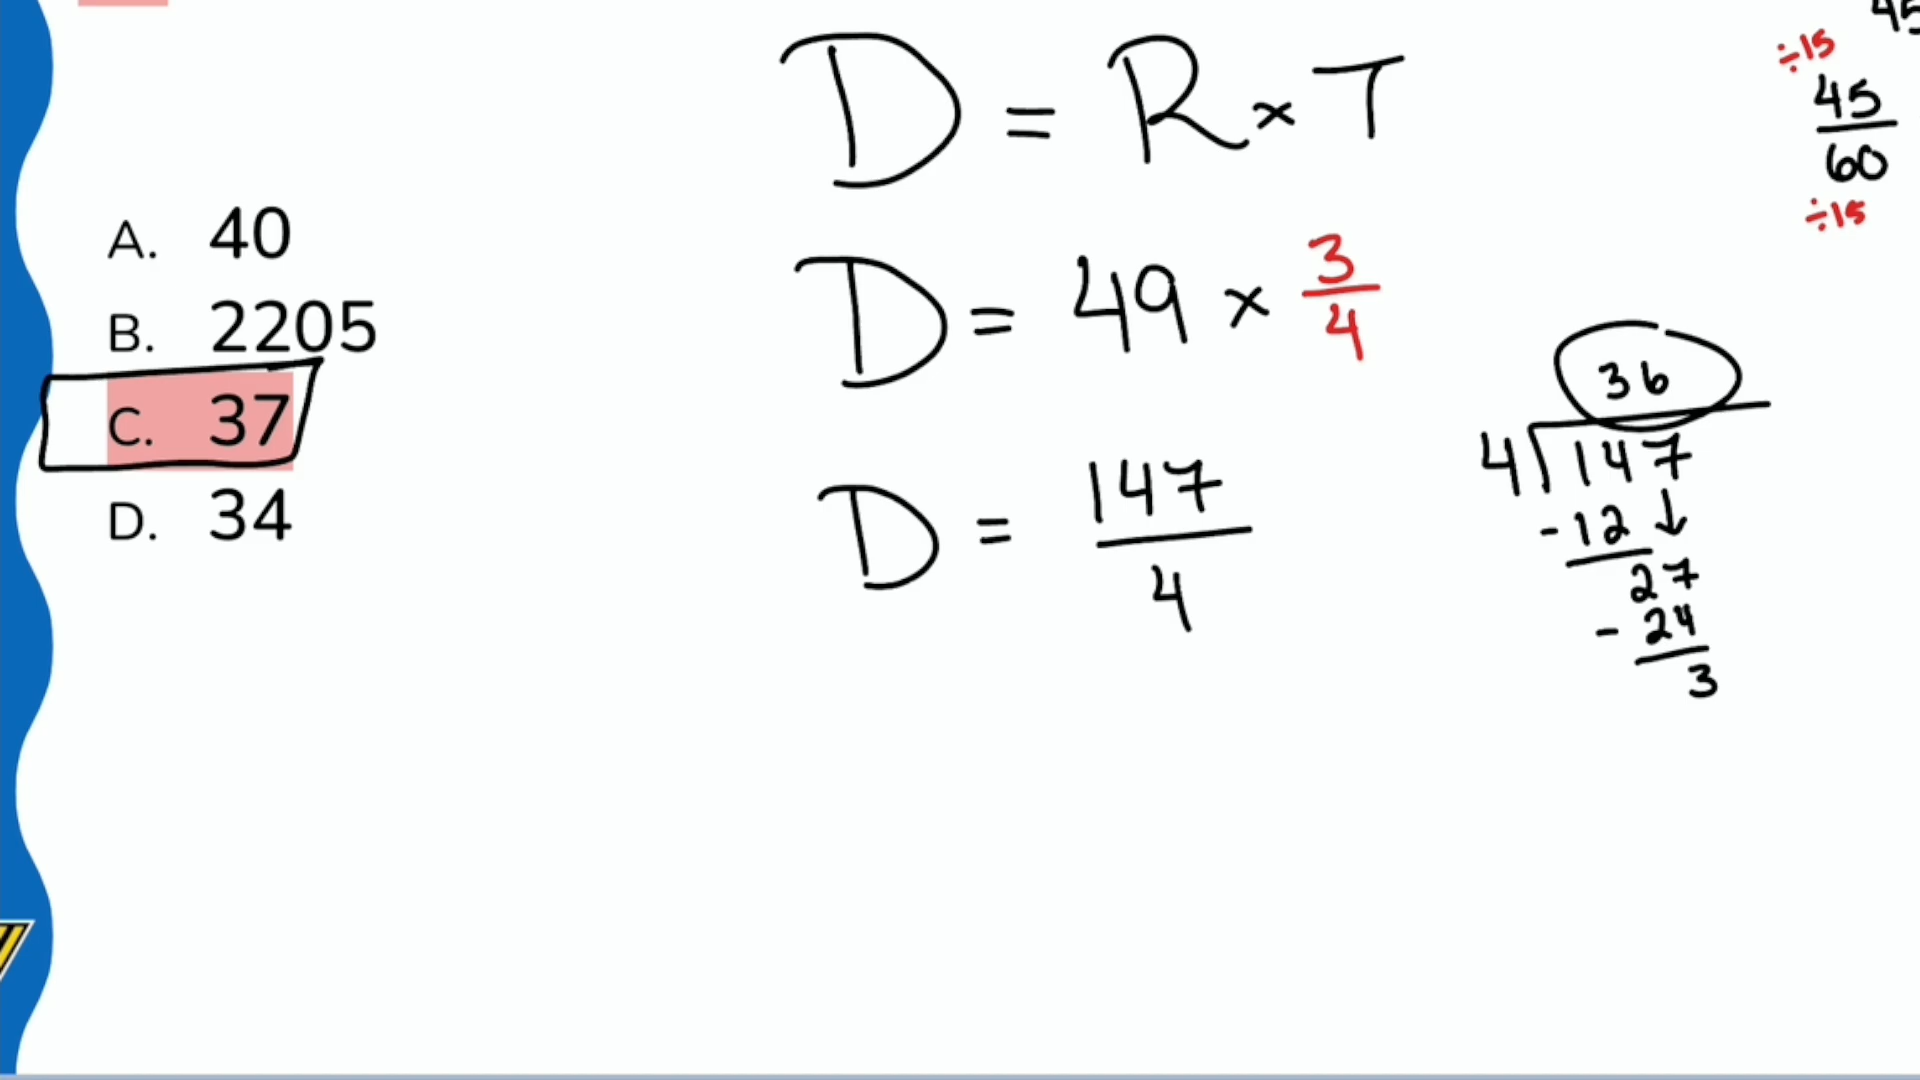 A. 40
B. 2205
C. 37
D. 34
D = R x T
D = 49 x 3/4
D = 147/4
45
÷15
45
60
÷15
36
4 147
-12 ↓
27
- 24
3